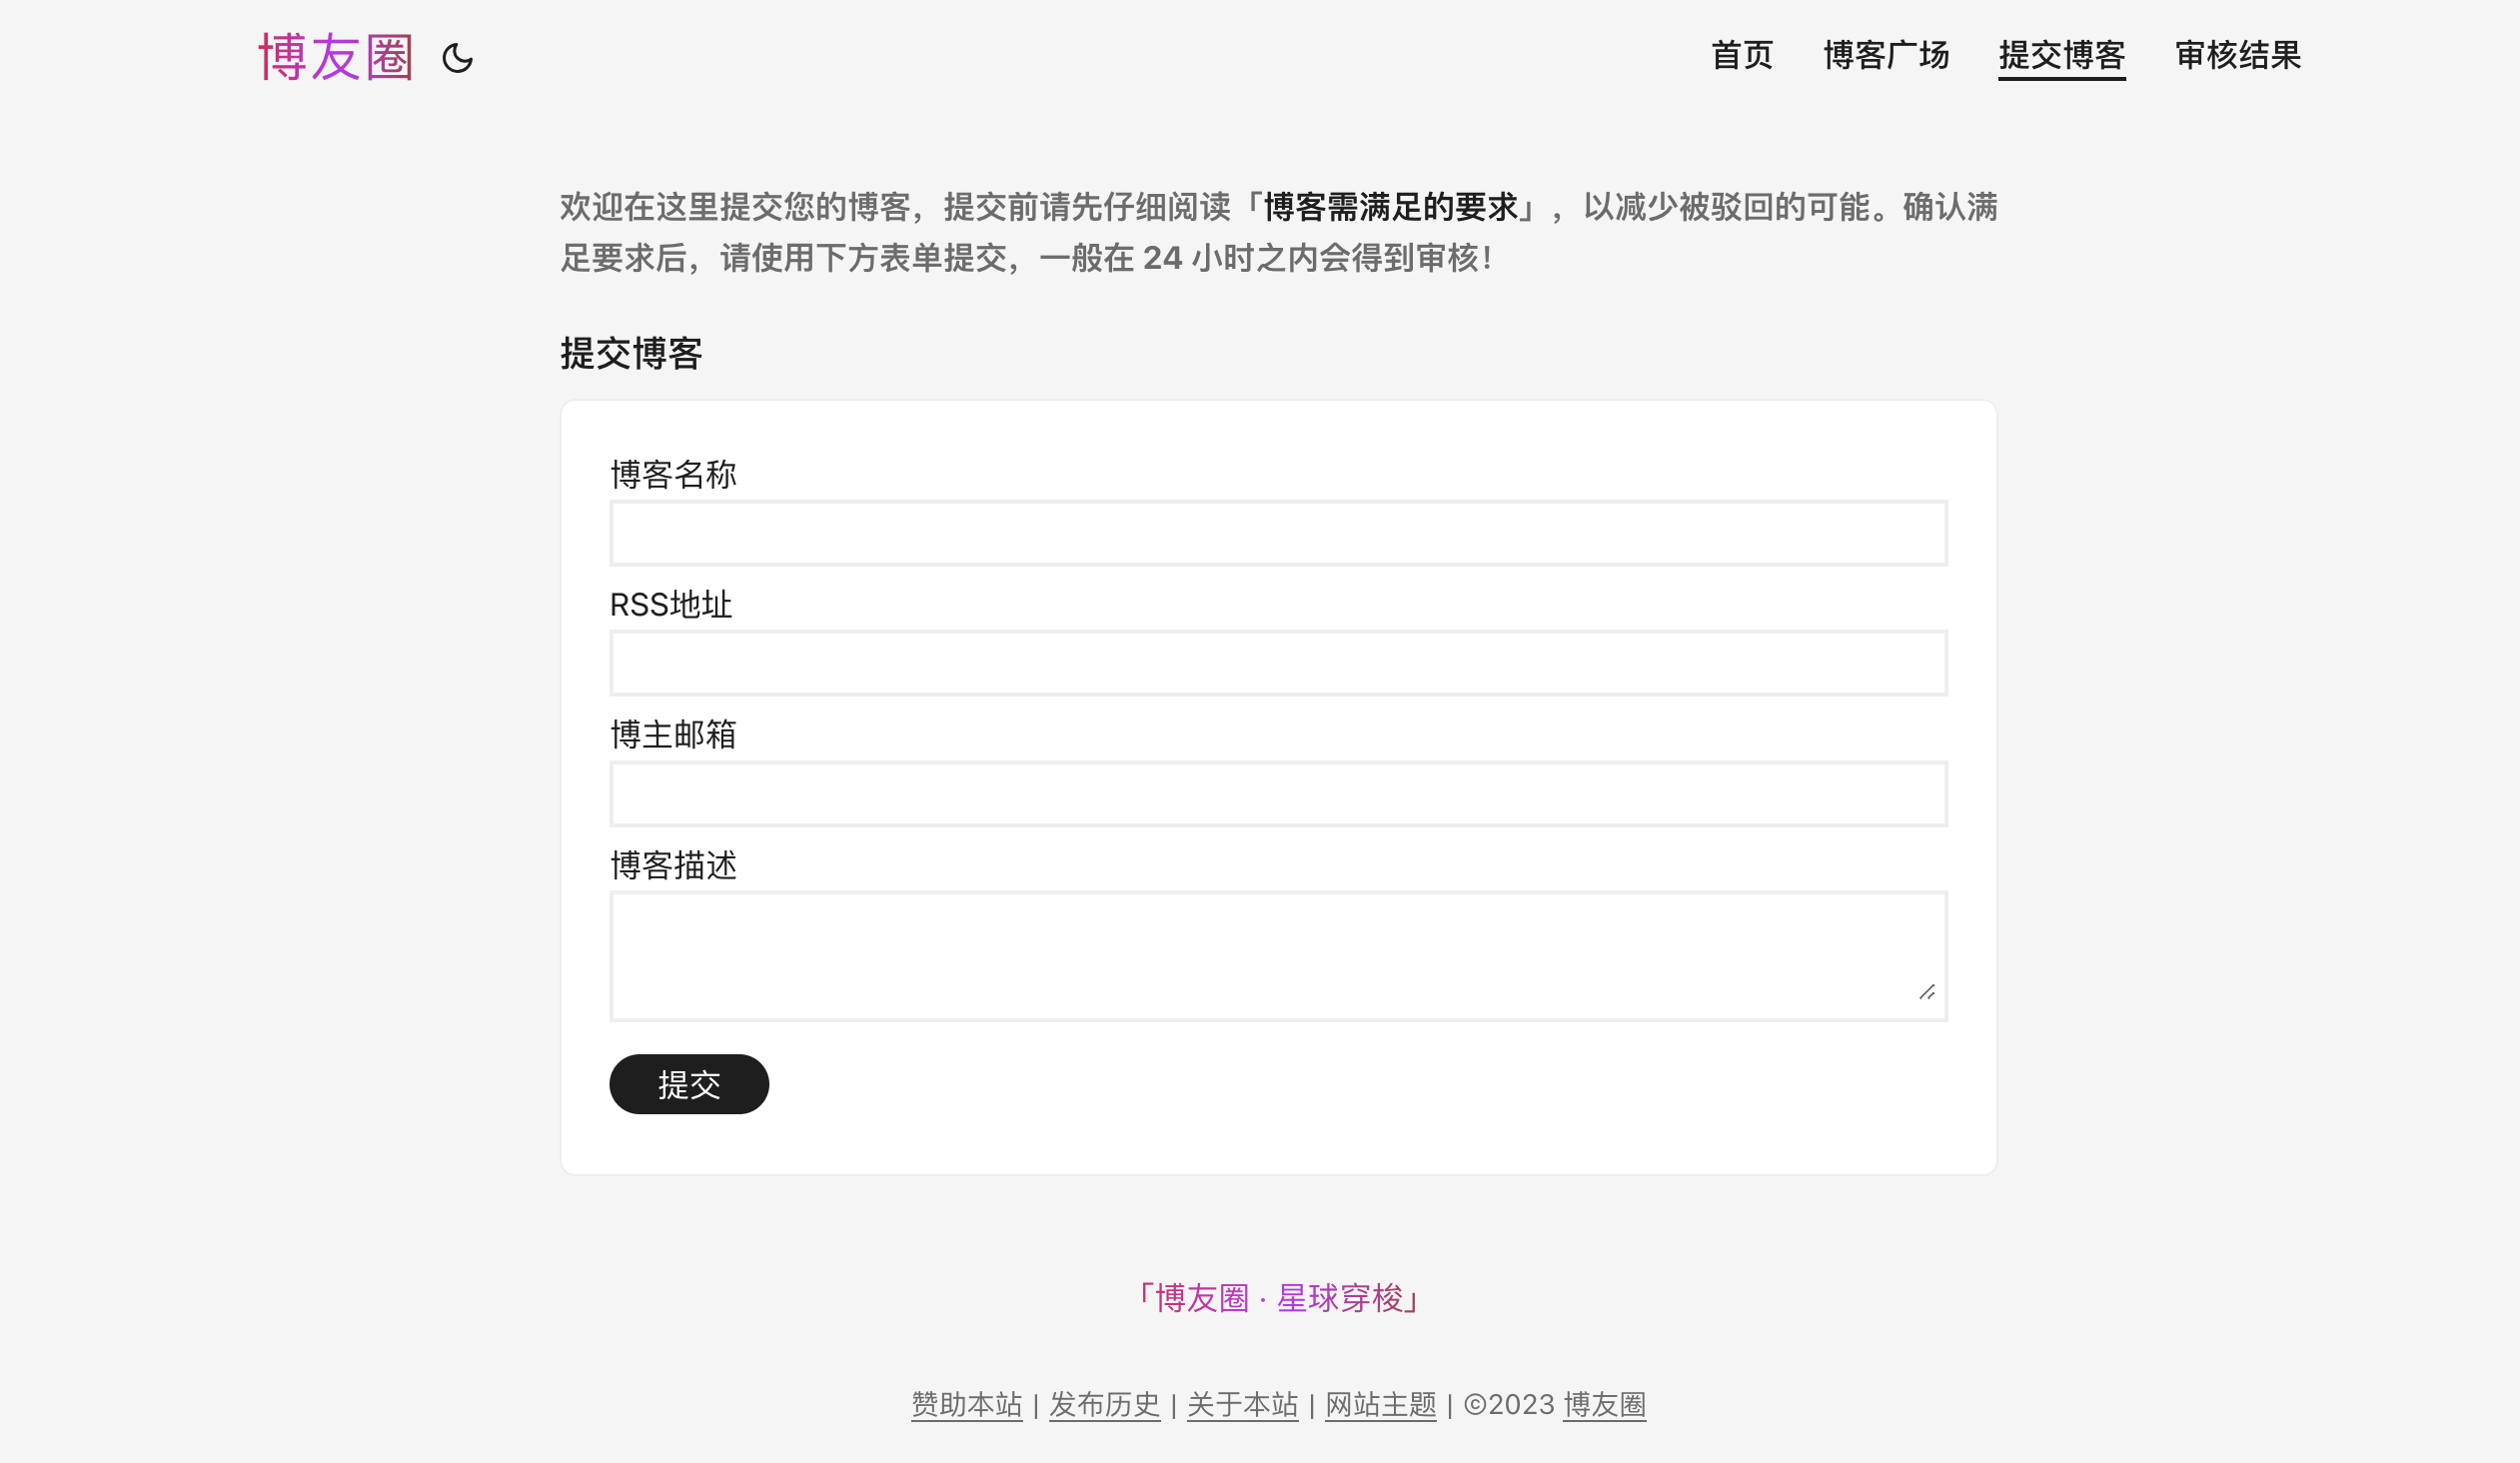 博友圈
首页 博客广场 提交博客 审核结果
欢迎在这里提交您的博客，提交前请先仔细阅读「博客需满足的要求」，以减少被驳回的可能。确认满
足要求后，请使用下方表单提交，一般在 24 小时之内会得到审核！
提交博客
博客名称
RSS地址
博主邮箱
博客描述
提交
「博友圈 · 星球穿梭」
赞助本站 | 发布历史 | 关于本站 | 网站主题 | ©2023 博友圈